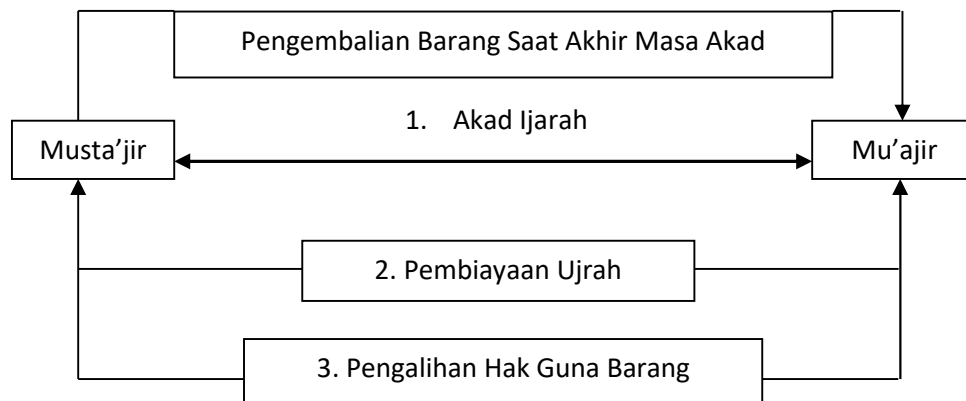 Pengembalian Barang Saat Akhir Masa Akad
1. Akad Ijarah
Musta’jir
Mu’ajir
2. Pembiayaan Ujrah
3. Pengalihan Hak Guna Barang